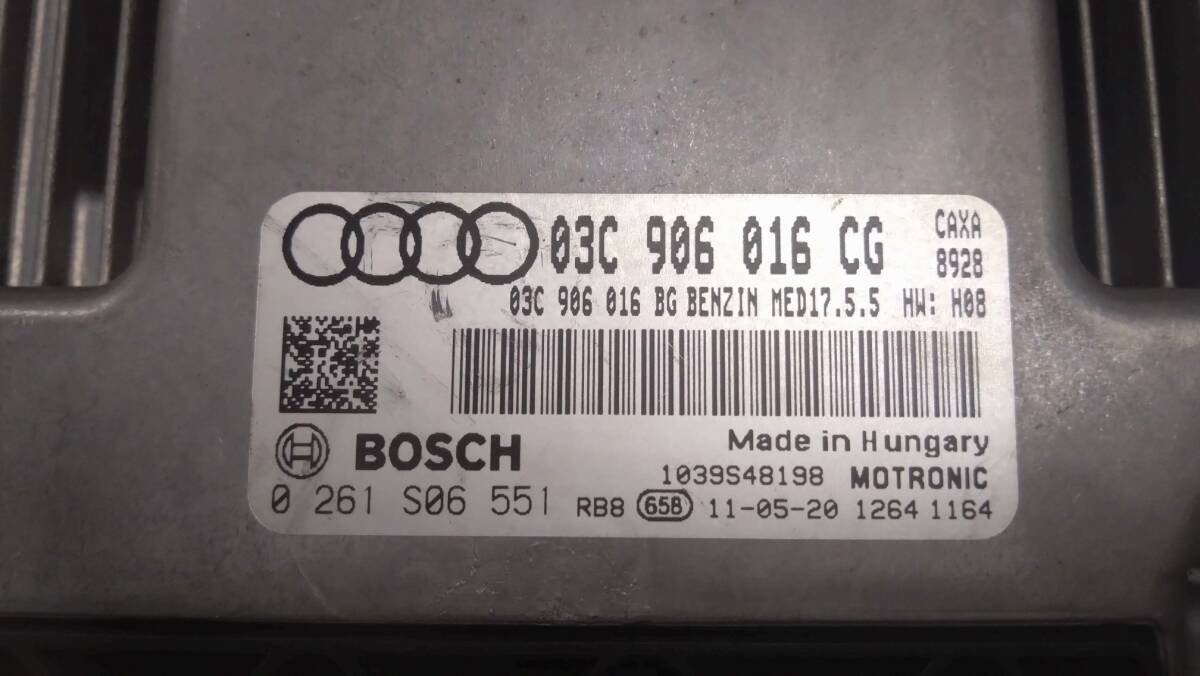 03C 906 016 CG
CAXA
8928
03C 906 016 BG BENZIN MED17.5.5 HW: H08
BOSCH
Made in Hungary
1039S48198 MOTRONIC
0 261 S06 551 RB8 65B 11-05-20 1264 1164